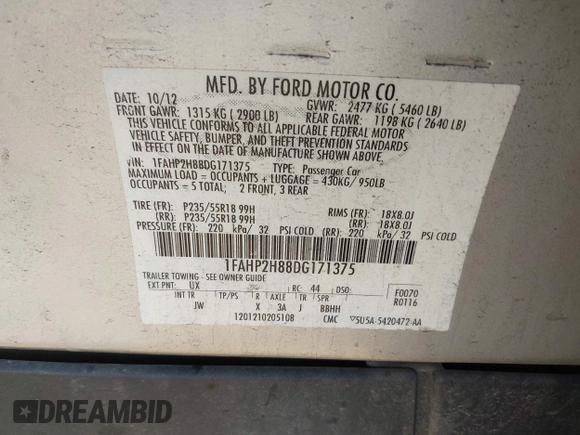 MFD. BY FORD MOTOR CO.
DATE: 10/12 GVWR: 2477 KG ( 5460 LB)
FRONT GAWR: 1315 KG ( 2900 LB) REAR GAWR: 1198 KG ( 2640 LB)
THIS VEHICLE CONFORMS TO ALL APPLICABLE FEDERAL MOTOR
VEHICLE SAFETY, BUMPER, AND THEFT PREVENTION STANDARDS IN
EFFECT ON THE DATE OF MANUFACTURE SHOWN ABOVE.
VIN: 1FAHP2H88DG171375 TYPE: Passenger Car
MAXIMUM LOAD = OCCUPANTS + LUGGAGE = 430KG/ 950LB
OCCUPANTS = 5 TOTAL; 2 FRONT, 3 REAR
TIRE (FR): P235/55R18 99H RIMS (FR): 18X8.0J
(RR): P235/55R18 99H (RR): 18X8.0J
PRESSURE (FR): 220 kPa/ 32 PSI COLD (RR): 220 kPa/ 32 PSI COLD
1FAHP2H88DG171375
TRAILER TOWING - SEE OWNER GUIDE
EXT PNT: UX RC: 44 DSO: F0070
R0116
INT TR TP/PS R AXLE TR SPR
JW X 3A J BBHH
1201210205108 CMC ▽5U5A-5420472-AA
DREAMBID